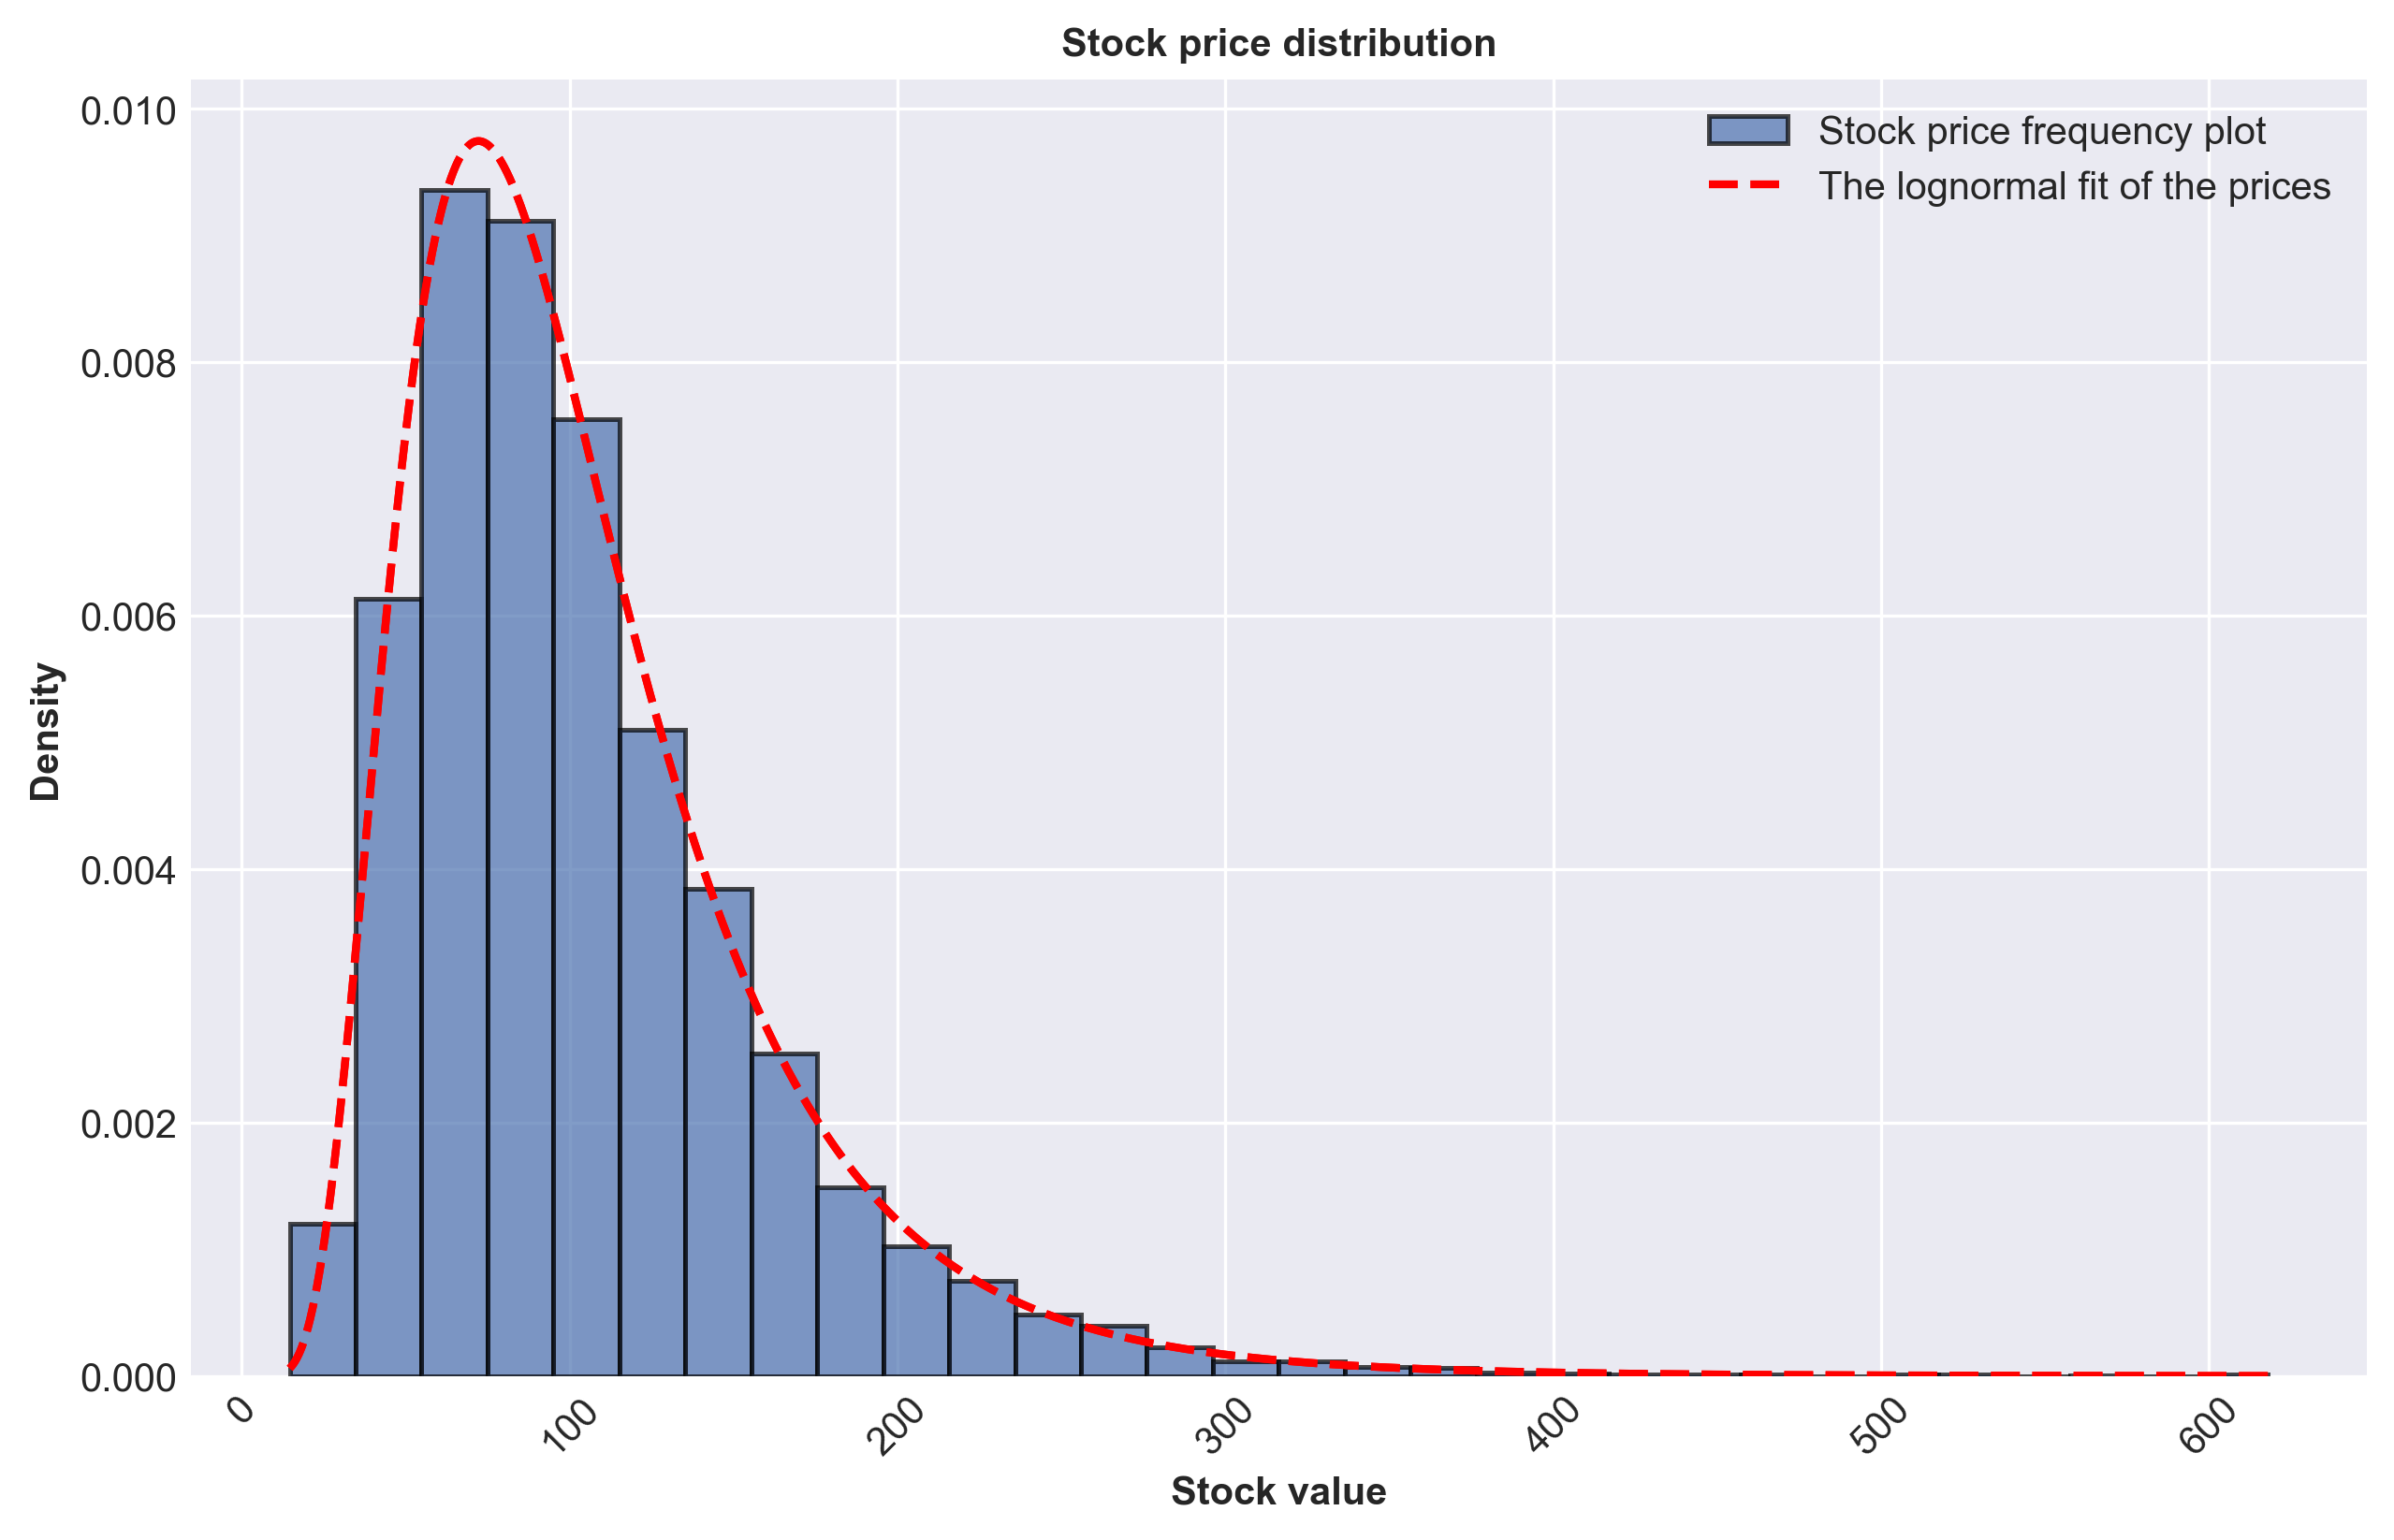 Stock price distribution
Stock price frequency plot
The lognormal fit of the prices
0.010
0.008
0.006
0.004
0.002
0.000
Density
0
100
200
300
400
500
600
Stock value